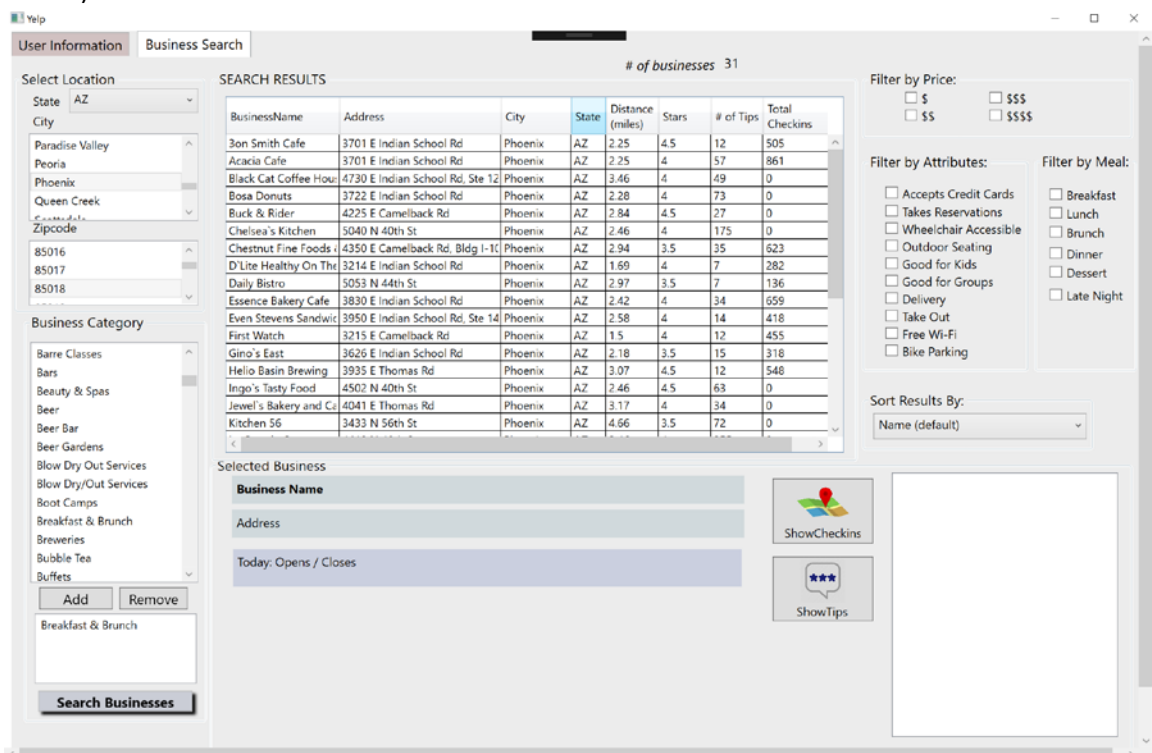 Yelp
User Information Business Search
# of businesses 31
Select Location
State AZ
City
Paradise Valley
Peoria
Phoenix
Queen Creek
Zipcode
85016
85017
85018
Business Category
Barre Classes
Bars
Beauty & Spas
Beer
Beer Bar
Beer Gardens
Blow Dry Out Services
Blow Dry/Out Services
Boot Camps
Breakfast & Brunch
Breweries
Bubble Tea
Buffets
Add Remove
Breakfast & Brunch
Search Businesses
SEARCH RESULTS
BusinessName Address City State Distance (miles) Stars # of Tips Total Checkins
3on Smith Cafe 3701 E Indian School Rd Phoenix AZ 2.25 4.5 12 505
Acacia Cafe 3701 E Indian School Rd Phoenix AZ 2.25 4 57 861
Black Cat Coffee Hou 4730 E Indian School Rd, Ste 12 Phoenix AZ 3.46 4 49 0
Bosa Donuts 3722 E Indian School Rd Phoenix AZ 2.28 4 73 0
Buck & Rider 4225 E Camelback Rd Phoenix AZ 2.84 4.5 27 0
Chelsea's Kitchen 5040 N 40th St Phoenix AZ 2.46 4 175 0
Chestnut Fine Foods 4350 E Camelback Rd, Bldg I-10 Phoenix AZ 2.94 3.5 35 623
D'Lite Healthy On The 3214 E Indian School Rd Phoenix AZ 1.69 4 7 282
Daily Bistro 5053 N 44th St Phoenix AZ 2.97 3.5 7 136
Essence Bakery Cafe 3830 E Indian School Rd Phoenix AZ 2.42 4 34 659
Even Stevens Sandwic 3950 E Indian School Rd, Ste 14 Phoenix AZ 2.58 4 14 418
First Watch 3215 E Camelback Rd Phoenix AZ 1.5 4 12 455
Gino's East 3626 E Indian School Rd Phoenix AZ 2.18 3.5 15 318
Helio Basin Brewing 3935 E Thomas Rd Phoenix AZ 3.07 4.5 12 548
Ingo's Tasty Food 4502 N 40th St Phoenix AZ 2.46 4.5 63 0
Jewel's Bakery and Ca 4041 E Thomas Rd Phoenix AZ 3.17 4 34 0
Kitchen 56 3433 N 56th St Phoenix AZ 4.66 3.5 72 0
Selected Business
Business Name
Address
Today: Opens / Closes
ShowCheckins
ShowTips
Filter by Price:
$ $$$
$$ $$$$
Filter by Attributes:
Accepts Credit Cards
Takes Reservations
Wheelchair Accessible
Outdoor Seating
Good for Kids
Good for Groups
Delivery
Take Out
Free Wi-Fi
Bike Parking
Filter by Meal:
Breakfast
Lunch
Brunch
Dinner
Dessert
Late Night
Sort Results By:
Name (default)